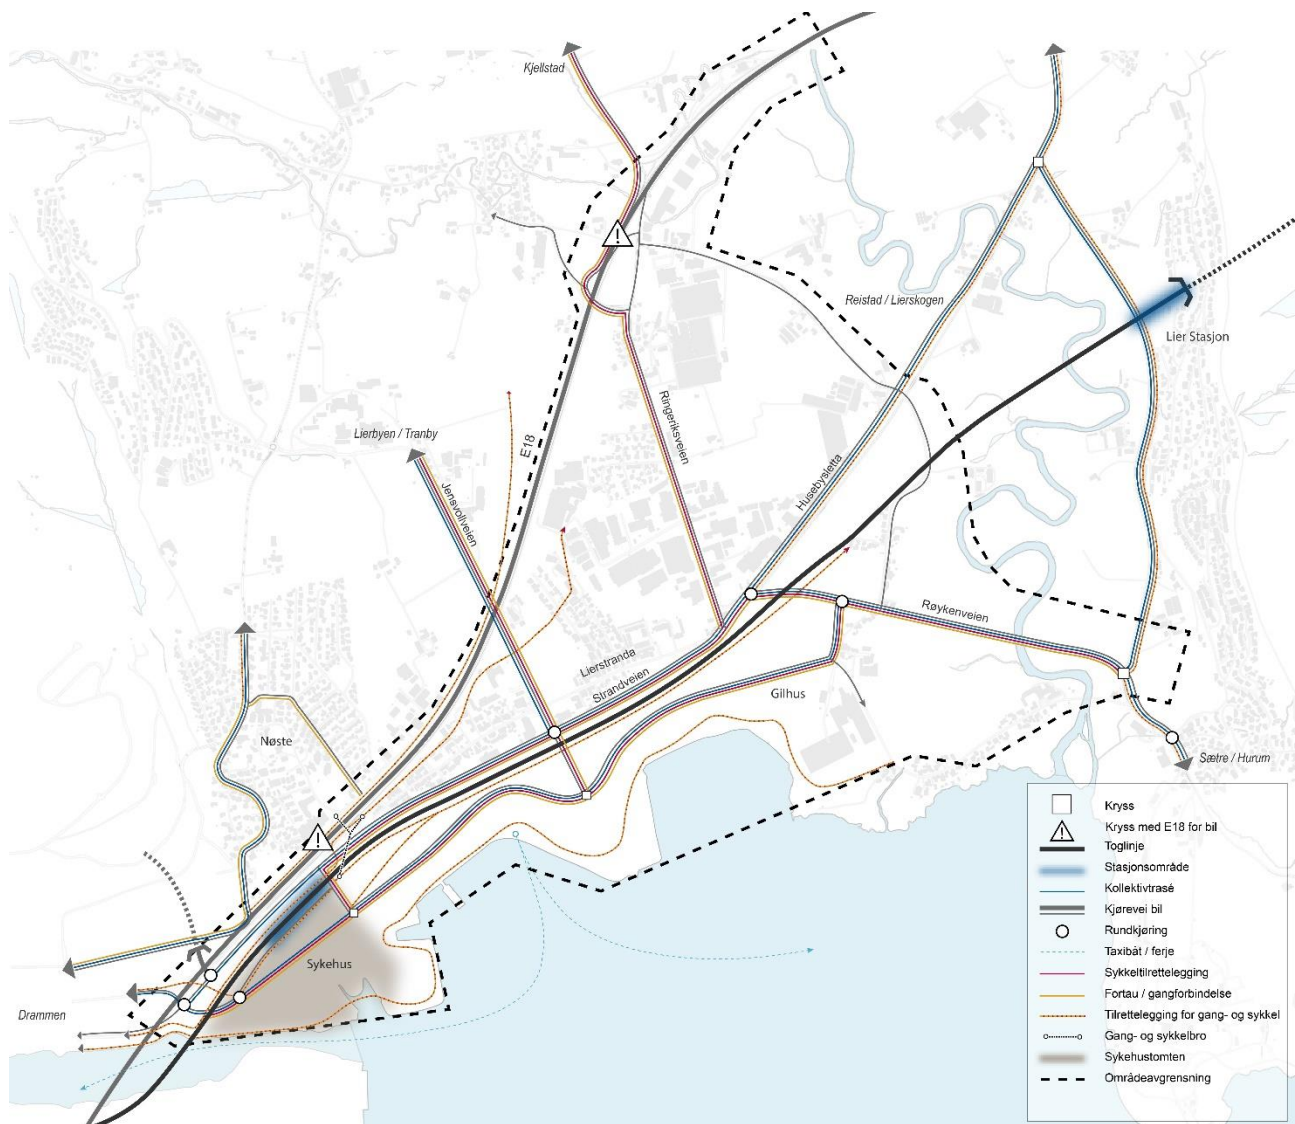 Kjellstad
Reistad / Lierskogen
Lier Stasjon
E18
Ringeriksveien
Lierbyen / Tranby
Jensvollveien
Husebysletta
Røykenveien
Lierstranda
Strandveien
Gilhus
Nøste
Sætre / Hurum
Sykehus
Drammen
Kryss
Kryss med E18 for bil
Toglinje
Stasjonsområde
Kollektivtrasé
Kjørevei bil
Rundkjøring
Taxibåt / ferje
Sykkeltilrettelegging
Fortau / gangforbindelse
Tilrettelegging for gang- og sykkel
Gang- og sykkelbro
Sykehustomten
Områdeavgrensning